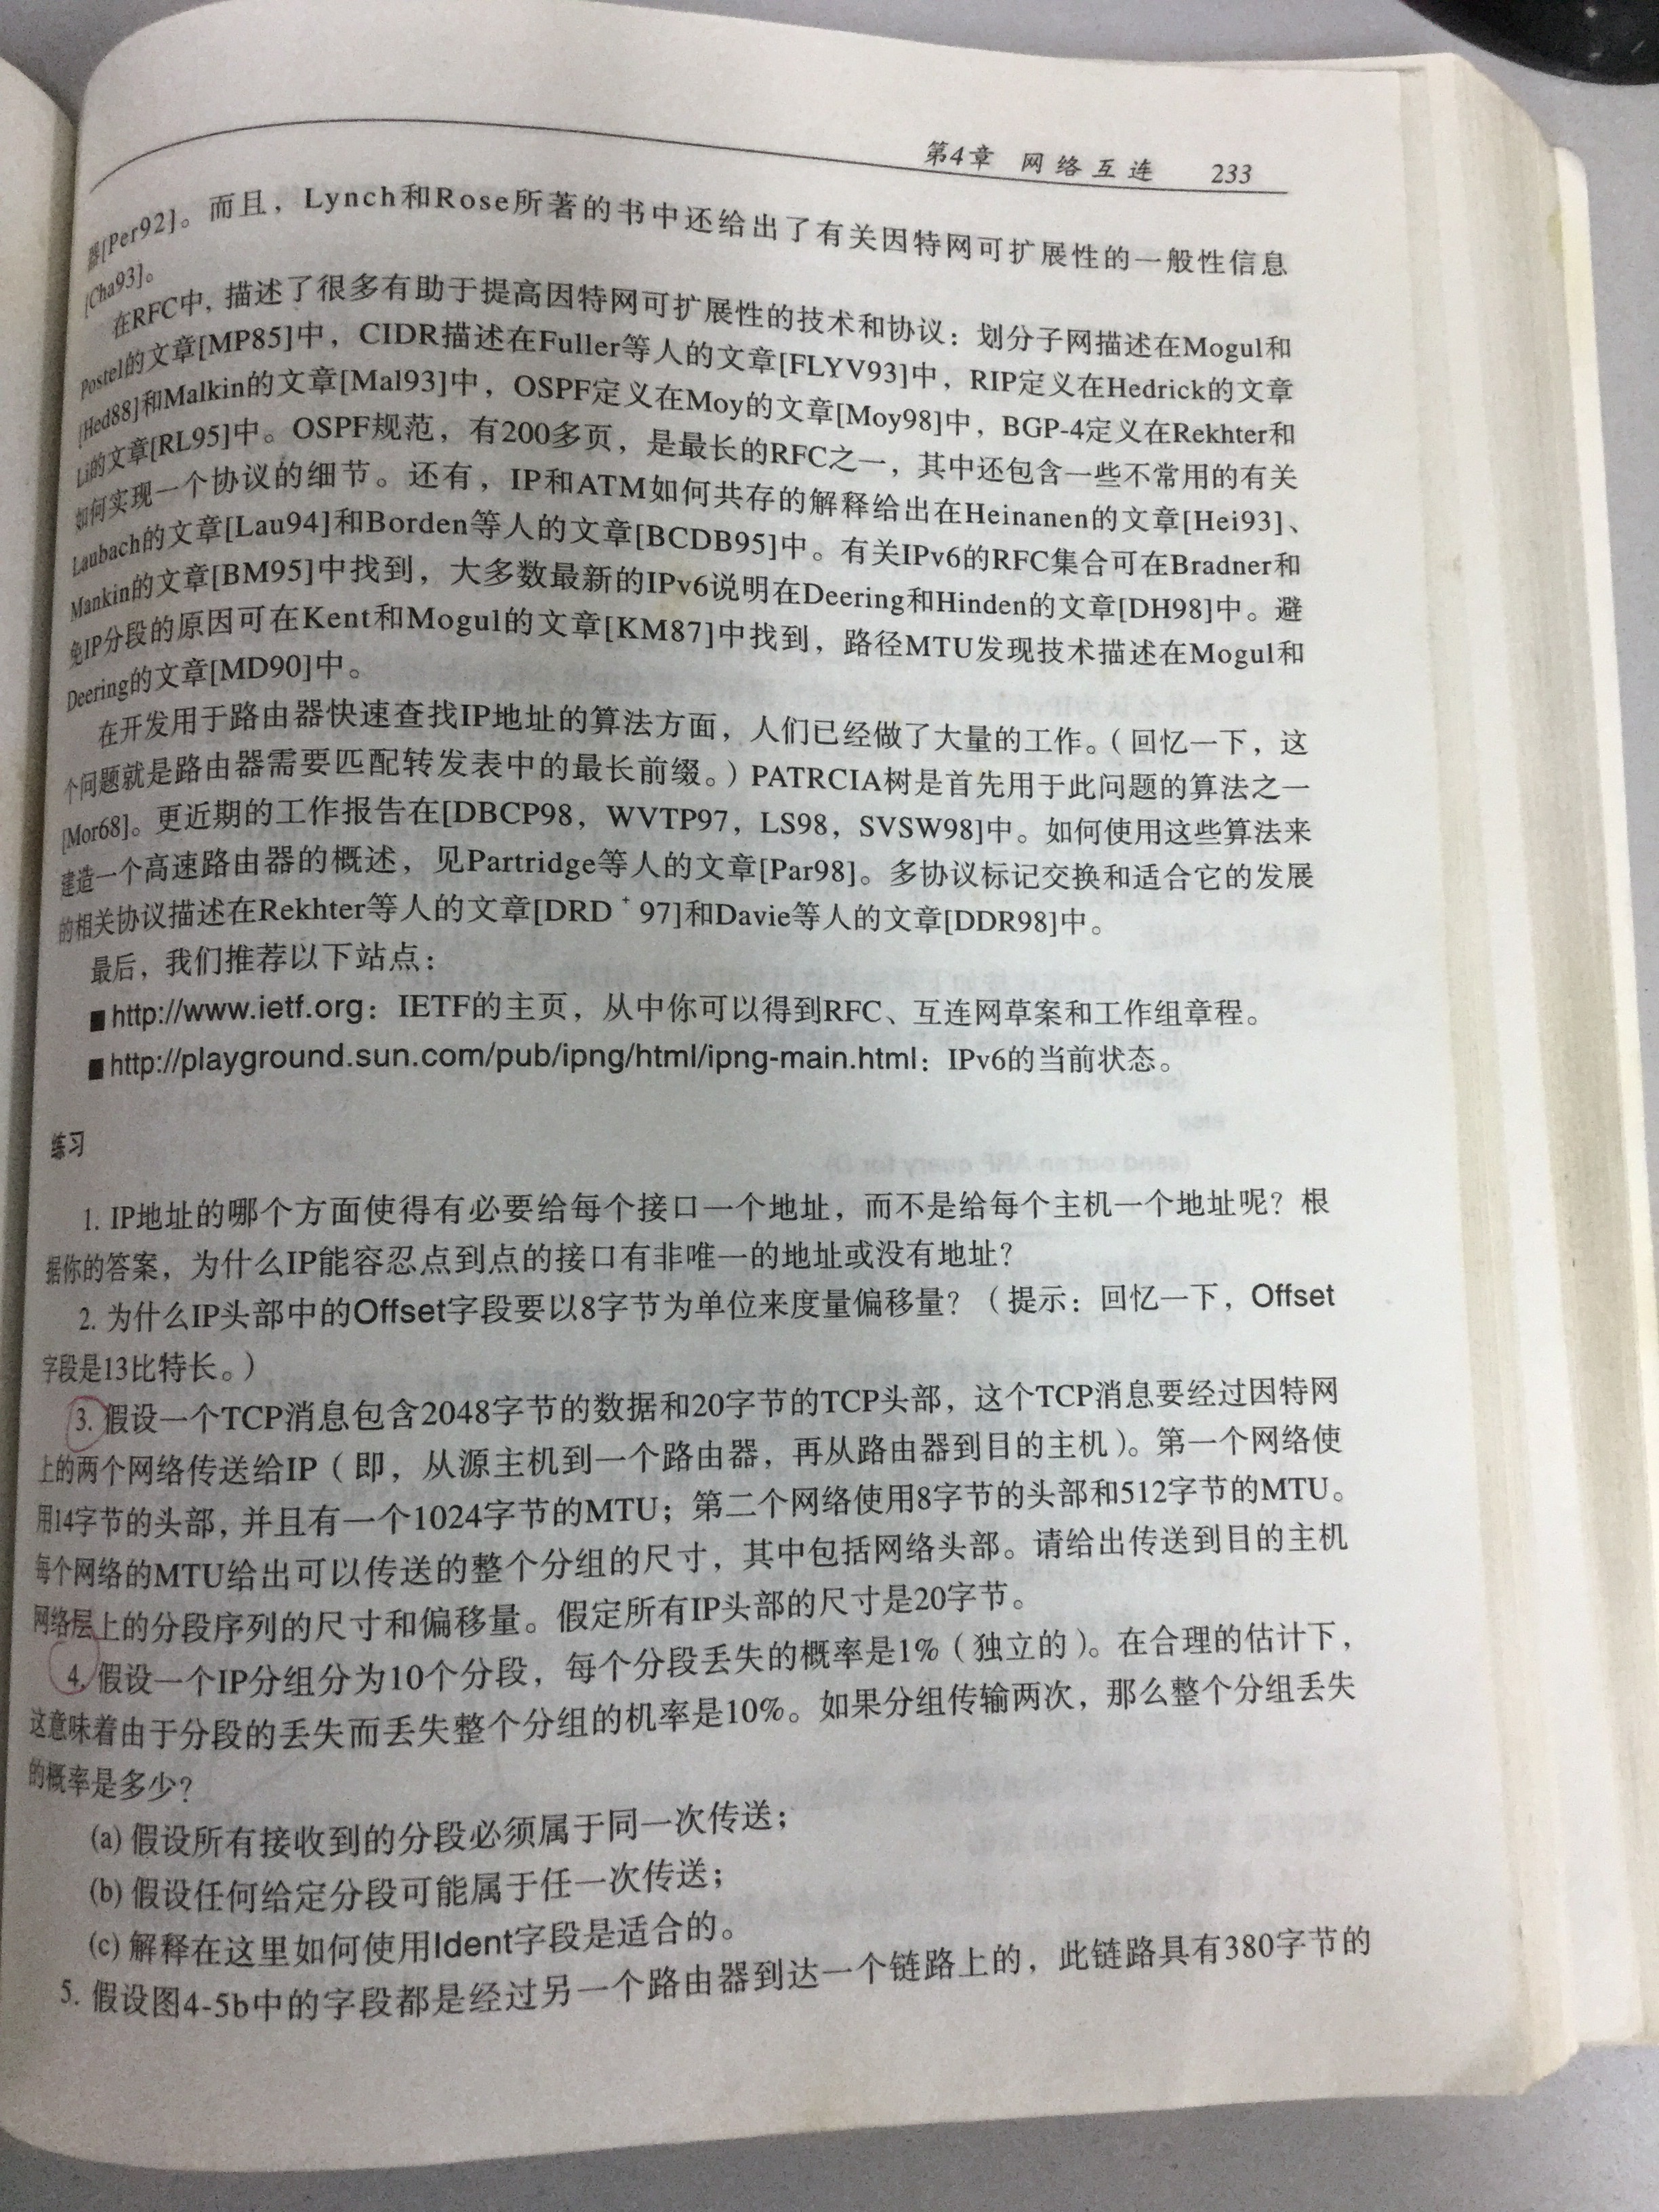 第4章 网络互连 233
器[Per92]。而且，Lynch和Rose所著的书中还给出了有关因特网可扩展性的一般性信息
[Cha93]。
在RFC中，描述了很多有助于提高因特网可扩展性的技术和协议：划分子网描述在Mogul和
Postel的文章[MP85]中，CIDR描述在Fuller等人的文章[FLYV93]中，RIP定义在Hedrick的文章
[Hed88]和Malkin的文章[Mal93]中，OSPF定义在Moy的文章[Moy98]中，BGP-4定义在Rekhter和
Li的文章[RL95]中。OSPF规范，有200多页，是最长的RFC之一，其中还包含一些不常用的有关
如何实现一个协议的细节。还有，IP和ATM如何共存的解释给出在Heinanen的文章[Hei93]、
Laubach的文章[Lau94]和Borden等人的文章[BCDB95]中。有关IPv6的RFC集合可在Bradner和
Mankin的文章[BM95]中找到，大多数最新的IPv6说明在Deering和Hinden的文章[DH98]中。避
免IP分段的原因可在Kent和Mogul的文章[KM87]中找到，路径MTU发现技术描述在Mogul和
Deering的文章[MD90]中。
在开发用于路由器快速查找IP地址的算法方面，人们已经做了大量的工作。（回忆一下，这
个问题就是路由器需要匹配转发表中的最长前缀。）PATRCIA树是首先用于此问题的算法之一
[Mor68]。更近期的工作报告在[DBCP98，WVTP97，LS98，SVSW98]中。如何使用这些算法来
建造一个高速路由器的概述，见Partridge等人的文章[Par98]。多协议标记交换和适合它的发展
的相关协议描述在Rekhter等人的文章[DRD⁺97]和Davie等人的文章[DDR98]中。
最后，我们推荐以下站点：
■http://www.ietf.org：IETF的主页，从中你可以得到RFC、互连网草案和工作组章程。
■http://playground.sun.com/pub/ipng/html/ipng-main.html：IPv6的当前状态。
练习
1. IP地址的哪个方面使得有必要给每个接口一个地址，而不是给每个主机一个地址呢？根
据你的答案，为什么IP能容忍点到点的接口有非唯一的地址或没有地址？
2. 为什么IP头部中的Offset字段要以8字节为单位来度量偏移量？（提示：回忆一下，Offset
字段是13比特长。）
3. 假设一个TCP消息包含2048字节的数据和20字节的TCP头部，这个TCP消息要经过因特网
上的两个网络传送给IP（即，从源主机到一个路由器，再从路由器到目的主机）。第一个网络使
用14字节的头部，并且有一个1024字节的MTU；第二个网络使用8字节的头部和512字节的MTU。
每个网络的MTU给出可以传送的整个分组的尺寸，其中包括网络头部。请给出传送到目的主机
网络层上的分段序列的尺寸和偏移量。假定所有IP头部的尺寸是20字节。
4. 假设一个IP分组分为10个分段，每个分段丢失的概率是1%（独立的）。在合理的估计下，
这意味着由于分段的丢失而丢失整个分组的机率是10%。如果分组传输两次，那么整个分组丢失
的概率是多少？
(a) 假设所有接收到的分段必须属于同一次传送；
(b) 假设任何给定分段可能属于任一次传送；
(c) 解释在这里如何使用Ident字段是适合的。
5. 假设图4-5b中的字段都是经过另一个路由器到达一个链路上的，此链路具有380字节的